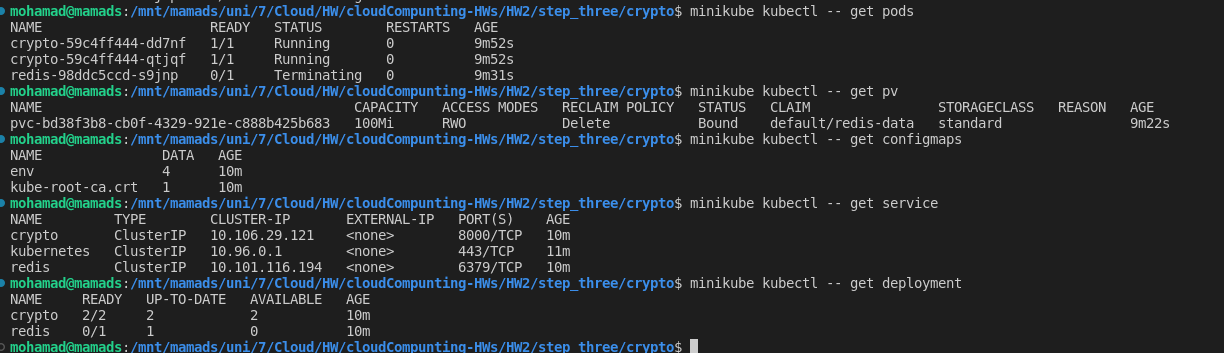 mohamad@mamads:/mnt/mamads/uni/7/Cloud/HW/cloudCompunting-HWs/HW2/step_three/crypto$ minikube kubectl -- get pods
NAME                     READY   STATUS        RESTARTS   AGE
crypto-59c4ff444-dd7nf   1/1     Running       0          9m52s
crypto-59c4ff444-qtjqf   1/1     Running       0          9m52s
redis-98ddc5ccd-s9jnp    0/1     Terminating   0          9m31s
mohamad@mamads:/mnt/mamads/uni/7/Cloud/HW/cloudCompunting-HWs/HW2/step_three/crypto$ minikube kubectl -- get pv
NAME                                       CAPACITY   ACCESS MODES   RECLAIM POLICY   STATUS   CLAIM                STORAGECLASS   REASON   AGE
pvc-bd38f3b8-cb0f-4329-921e-c888b425b683   100Mi      RWO            Delete           Bound    default/redis-data   standard                9m22s
mohamad@mamads:/mnt/mamads/uni/7/Cloud/HW/cloudCompunting-HWs/HW2/step_three/crypto$ minikube kubectl -- get configmaps
NAME               DATA   AGE
env                4      10m
kube-root-ca.crt   1      10m
mohamad@mamads:/mnt/mamads/uni/7/Cloud/HW/cloudCompunting-HWs/HW2/step_three/crypto$ minikube kubectl -- get service
NAME         TYPE        CLUSTER-IP       EXTERNAL-IP   PORT(S)    AGE
crypto       ClusterIP   10.106.29.121    <none>        8000/TCP   10m
kubernetes   ClusterIP   10.96.0.1        <none>        443/TCP    11m
redis        ClusterIP   10.101.116.194   <none>        6379/TCP   10m
mohamad@mamads:/mnt/mamads/uni/7/Cloud/HW/cloudCompunting-HWs/HW2/step_three/crypto$ minikube kubectl -- get deployment
NAME     READY   UP-TO-DATE   AVAILABLE   AGE
crypto   2/2     2            2           10m
redis    0/1     1            0           10m
mohamad@mamads:/mnt/mamads/uni/7/Cloud/HW/cloudCompunting-HWs/HW2/step_three/crypto$